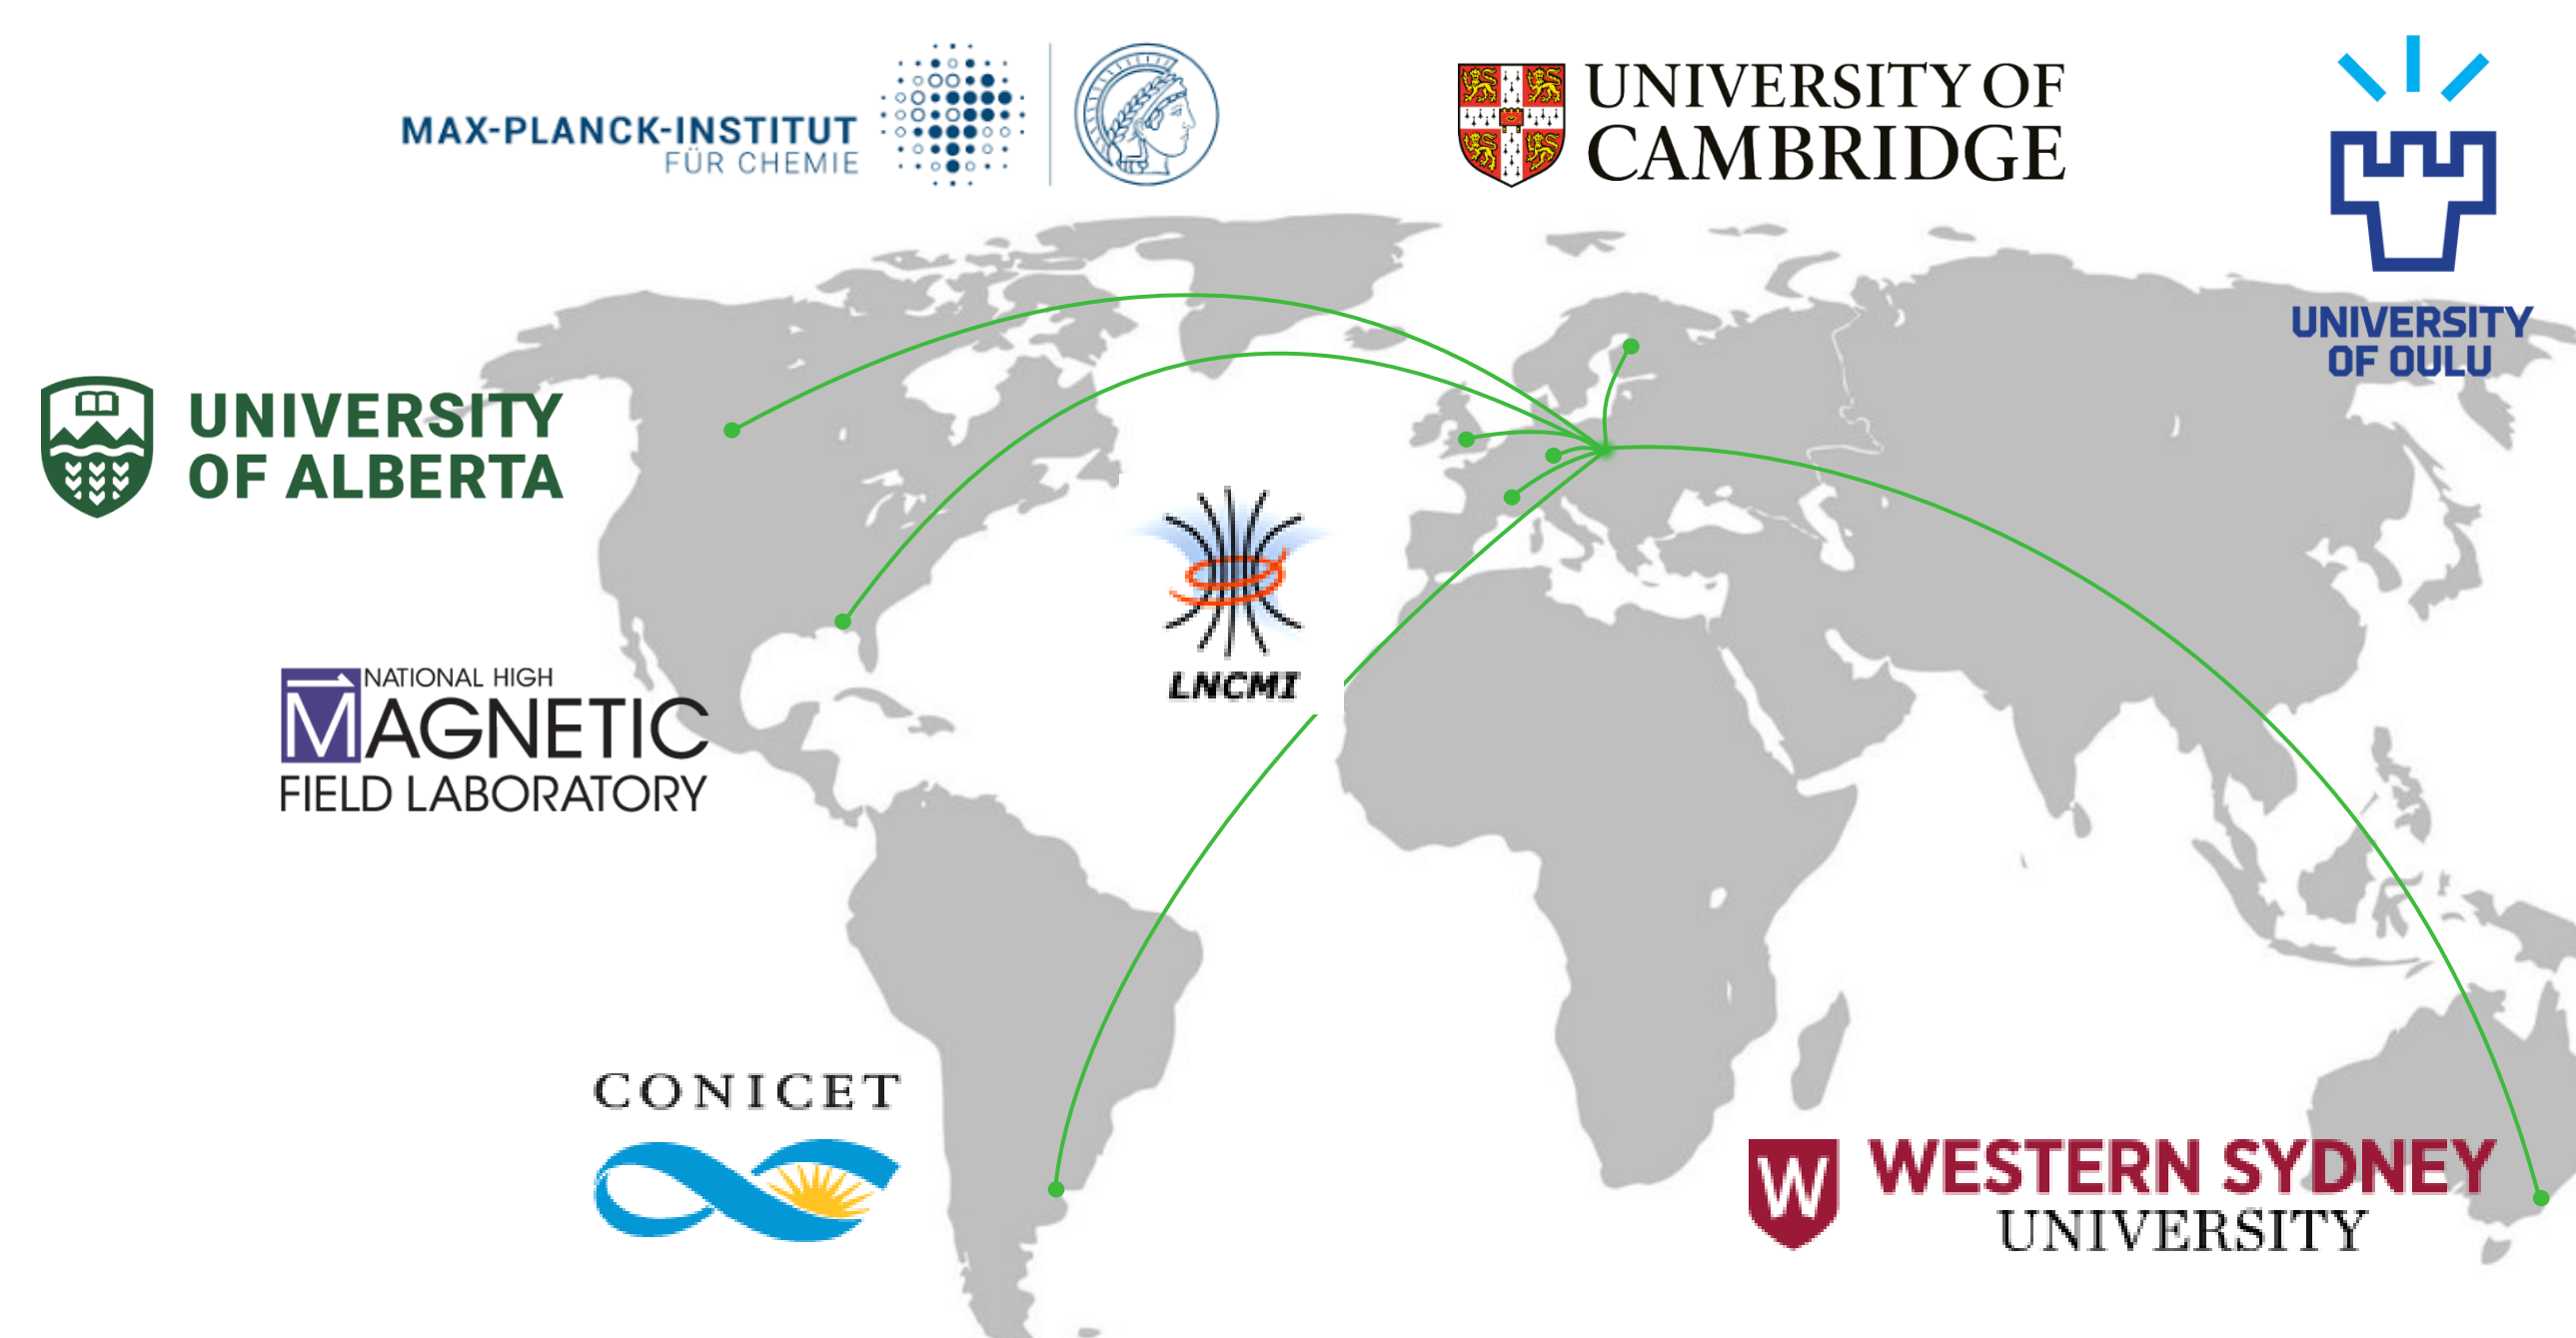 MAX-PLANCK-INSTITUT
FÜR CHEMIE
UNIVERSITY OF
CAMBRIDGE
UNIVERSITY
OF OULU
UNIVERSITY
OF ALBERTA
LNCMI
NATIONAL HIGH
MAGNETIC
FIELD LABORATORY
CONICET
W
WESTERN SYDNEY
UNIVERSITY